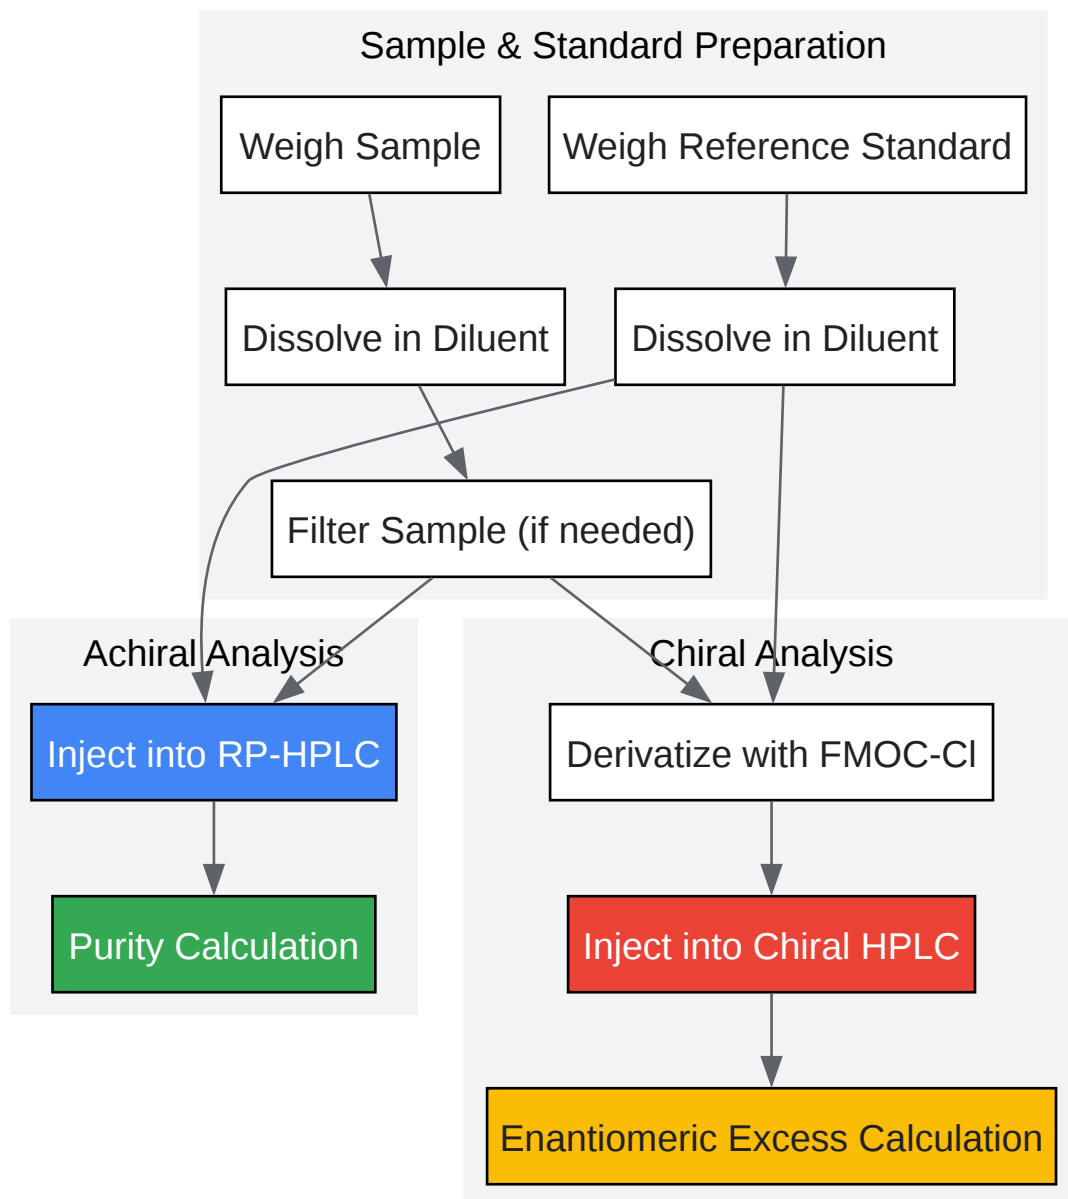 Sample & Standard Preparation
Weigh Sample
Weigh Reference Standard
Dissolve in Diluent
Dissolve in Diluent
Filter Sample (if needed)
Achiral Analysis
Chiral Analysis
Inject into RP-HPLC
Derivatize with FMOC-Cl
Purity Calculation
Inject into Chiral HPLC
Enantiomeric Excess Calculation